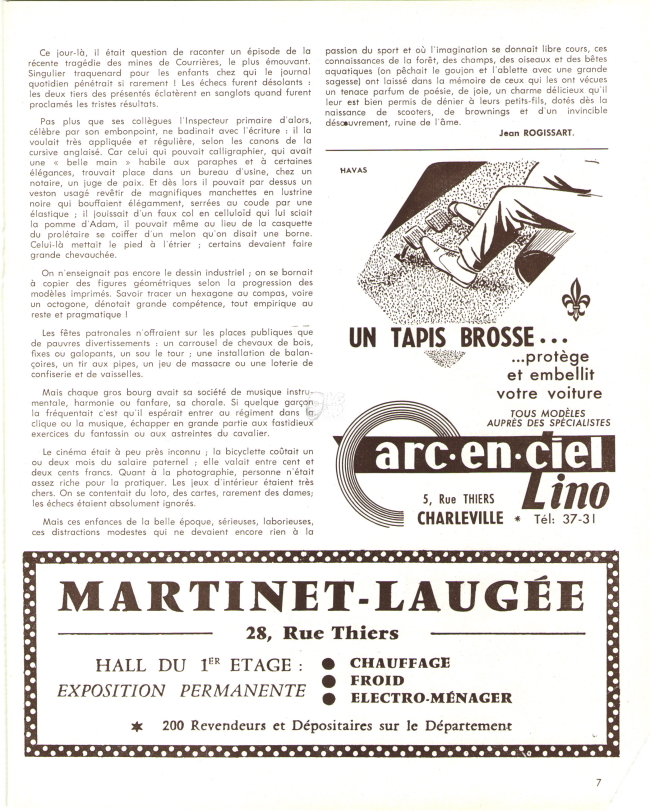 Ce jour-là, il était question de raconter un épisode de la
récente tragédie des mines de Courrières, le plus émouvant.
Singulier traquenard pour les enfants chez qui le journal
quotidien pénétrait si rarement ! Les échecs furent désolants :
les deux tiers des présentés éclatèrent en sanglots quand furent
proclamés les tristes résultats.
Pas plus que ses collègues l'Inspecteur primaire d'alors,
célèbre par son embonpoint, ne badinait avec l'écriture : il la
voulait très appliquée et régulière, selon les canons de la
cursive anglaisé. Car celui qui pouvait calligraphier, qui avait
une « belle main » habile aux paraphes et à certaines
élégances, trouvait place dans un bureau d'usine, chez un
notaire, un juge de paix. Et dès lors il pouvait par dessus un
veston usagé revêtir de magnifiques manchettes en lustrine
noire qui bouffaient élégamment, serrées au coude par une
élastique ; il jouissait d'un faux col en celluloïd qui lui sciait
la pomme d'Adam, il pouvait même au lieu de la casquette
du prolétaire se coiffer d'un melon qu'on disait une borne.
Celui-là mettait le pied à l'étrier ; certains devaient faire
grande chevauchée.
On n'enseignait pas encore le dessin industriel ; on se bornait
à copier des figures géométriques selon la progression des
modèles imprimés. Savoir tracer un hexagone au compas, voire
un octogone, dénotait grande compétence, tout empirique au
reste et pragmatique !
Les fêtes patronales n'offraient sur les places publiques que
de pauvres divertissements : un carrousel de chevaux de bois,
fixes ou galopants, un sou le tour ; une installation de balan-
çoires, un tir aux pipes, un jeu de massacre ou une loterie de
confiserie et de vaisselles.
Mais chaque gros bourg avait sa société de musique instru-
mentale, harmonie ou fanfare, sa chorale. Si quelque garçon
la fréquentait c'est qu'il espérait entrer au régiment dans la
clique ou la musique, échapper en grande partie aux fastidieux
exercices du fantassin ou aux astreintes du cavalier.
Le cinéma était à peu près inconnu ; la bicyclette coûtait un
ou deux mois du salaire paternel ; elle valait entre cent et
deux cents francs. Quant à la photographie, personne n'était
assez riche pour la pratiquer. Les jeux d'intérieur étaient très
chers. On se contentait du loto, des cartes, rarement des dames;
les échecs étaient absolument ignorés.
Mais ces enfances de la belle époque, sérieuses, laborieuses,
ces distractions modestes qui ne devaient encore rien à la
passion du sport et où l'imagination se donnait libre cours, ces
connaissances de la forêt, des champs, des oiseaux et des bêtes
aquatiques (on pêchait le goujon et l'ablette avec une grande
sagesse) ont laissé dans la mémoire de ceux qui les ont vécues
un tenace parfum de poésie, de joie, un charme délicieux qu'il
leur est bien permis de dénier à leurs petits-fils, dotés dès la
naissance de scooters, de brownings et d'un invincible
désœuvrement, ruine de l'âme.
Jean ROGISSART.
HAVAS
UN TAPIS BROSSE...
...protège
et embellit
votre voiture
TOUS MODÈLES
AUPRÈS DES SPÉCIALISTES
arc-en-ciel
Lino
5, Rue THIERS
CHARLEVILLE * Tél: 37-31
MARTINET-LAUGÉE
28, Rue Thiers
HALL DU 1ER ETAGE :
EXPOSITION PERMANENTE
● CHAUFFAGE
● FROID
● ELECTRO-MÉNAGER
* 200 Revendeurs et Dépositaires sur le Département
7